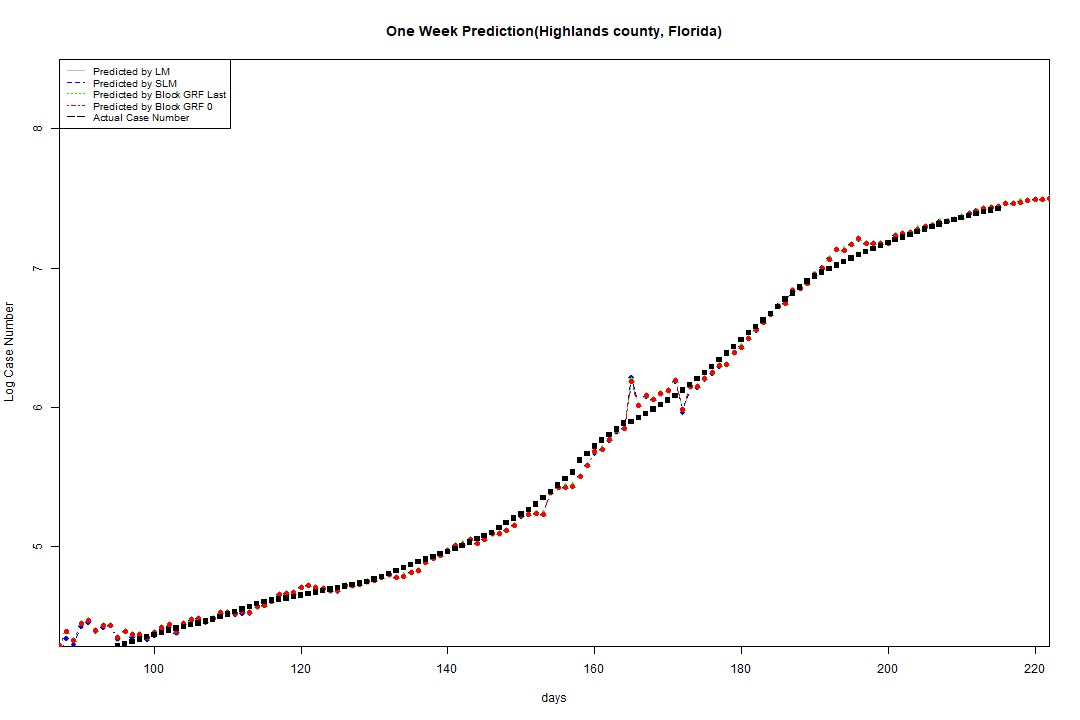 One Week Prediction(Highlands county, Florida)
Predicted by LM
Predicted by SLM
Predicted by Block GRF Last
Predicted by Block GRF 0
Actual Case Number
8
7
6
5
Log Case Number
100 120 140 160 180 200 220
days